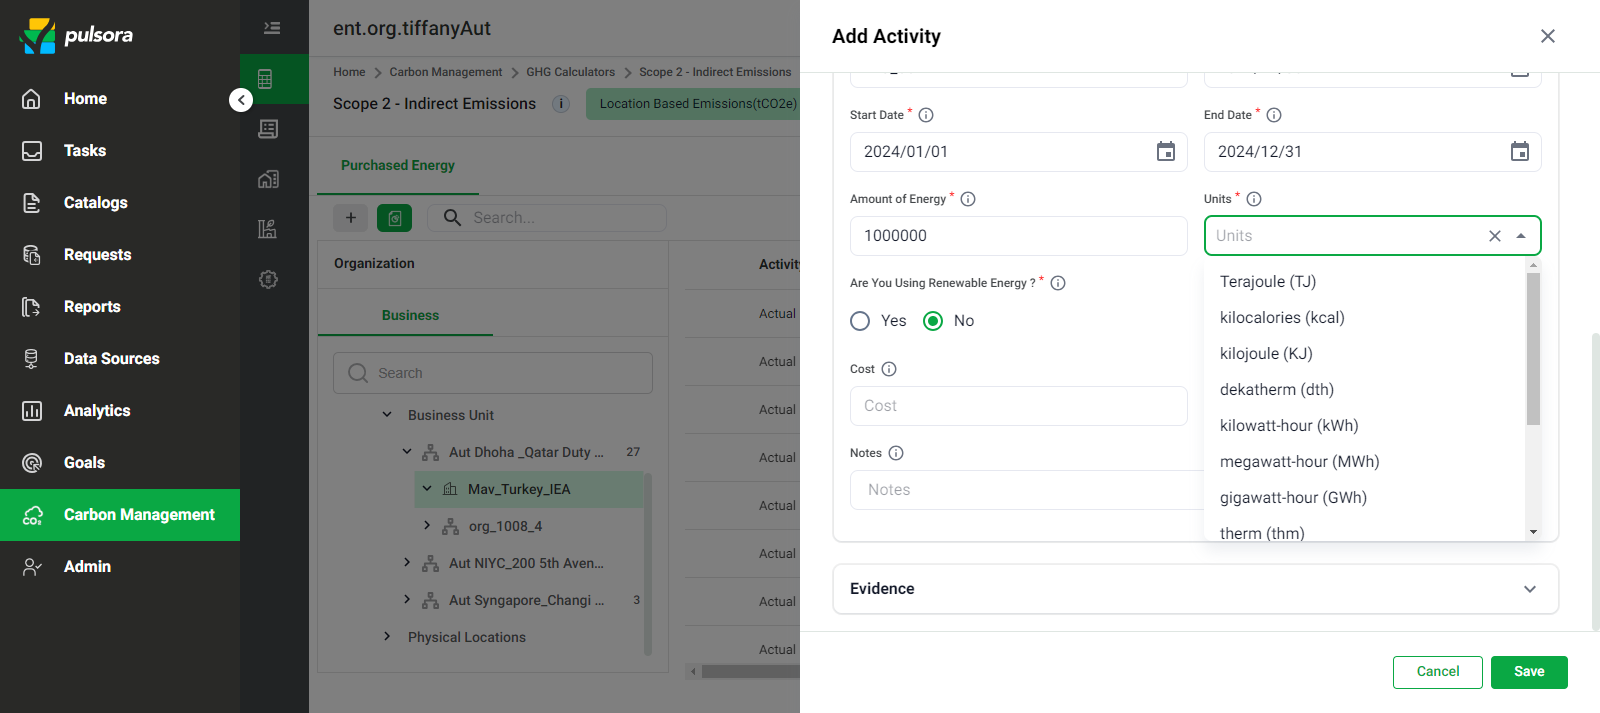 pulsora
Home
Tasks
Catalogs
Requests
Reports
Data Sources
Analytics
Goals
Carbon Management
Admin
ent.org.tiffanyAut
Home > Carbon Management > GHG Calculators > Scope 2 - Indirect Emissions
Scope 2 - Indirect Emissions
Location Based Emissions(tCO2e)
Purchased Energy
Search...
Organization
Business
Search
Business Unit
Aut Dhoha _Qatar Duty ... 27
Mav_Turkey_IEA
org_1008_4
Aut NIYC_200 5th Aven...
Aut Syngapore_Changi ... 3
Physical Locations
Activity
Actual
Actual
Actual
Actual
Actual
Actual
Actual
Actual
Add Activity
Start Date *
2024/01/01
End Date *
2024/12/31
Amount of Energy *
1000000
Units *
Units
Terajoule (TJ)
kilocalories (kcal)
kilojoule (KJ)
dekatherm (dth)
kilowatt-hour (kWh)
megawatt-hour (MWh)
gigawatt-hour (GWh)
therm (thm)
Are You Using Renewable Energy ? *
Yes
No
Cost
Cost
Notes
Notes
Evidence
Cancel
Save